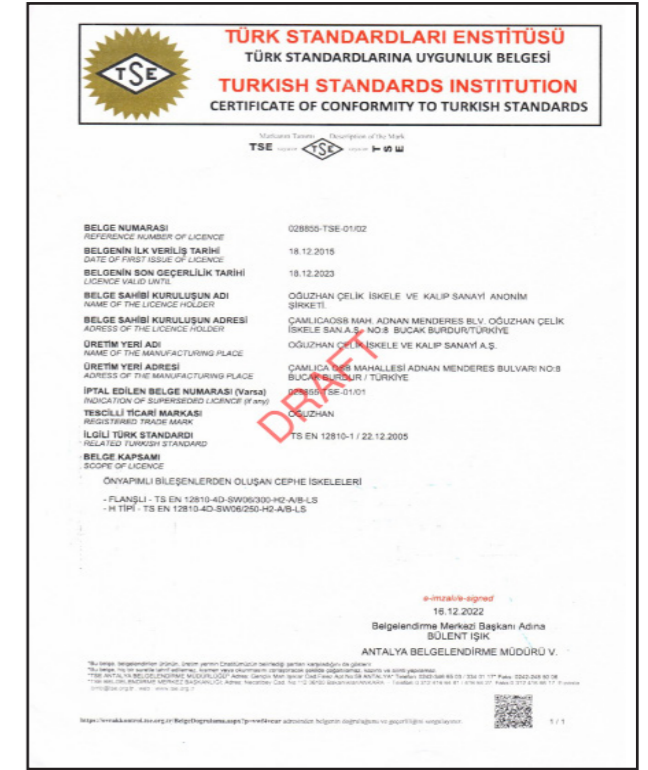 TÜRK STANDARDLARI ENSTİTÜSÜ
TÜRK STANDARDLARINA UYGUNLUK BELGESİ
TURKISH STANDARDS INSTITUTION
CERTIFICATE OF CONFORMITY TO TURKISH STANDARDS
TSE
Markanın Tanımı Description of the Mark
TSE TSE TSE
BELGE NUMARASI 028855-TSE-01/02
REFERENCE NUMBER OF LICENCE
BELGENİN İLK VERİLİŞ TARİHİ 18.12.2015
DATE OF FIRST ISSUE OF LICENCE
BELGENİN SON GEÇERLİLİK TARİHİ 18.12.2023
LICENCE VALID UNTIL
BELGE SAHİBİ KURULUŞUN ADI OĞUZHAN ÇELİK İSKELE VE KALIP SANAYİ ANONİM
NAME OF THE LICENCE HOLDER ŞİRKETİ.
BELGE SAHİBİ KURULUŞUN ADRESİ ÇAMLICAOSB MAH. ADNAN MENDERES BLV. OĞUZHAN ÇELİK
ADRESS OF THE LICENCE HOLDER İSKELE SAN.A.Ş. NO:8 BUCAK BURDUR/TÜRKİYE
ÜRETİM YERİ ADI OĞUZHAN ÇELİK İSKELE VE KALIP SANAYİ A.Ş.
NAME OF THE MANUFACTURING PLACE
ÜRETİM YERİ ADRESİ ÇAMLICA OSB MAHALLESİ ADNAN MENDERES BULVARI NO:8
ADRESS OF THE MANUFACTURING PLACE BUCAK BURDUR / TÜRKİYE
İPTAL EDİLEN BELGE NUMARASI (Varsa) 028855-TSE-01/01
INDICATION OF SUPERSEDED LICENCE (if any)
TESCİLLİ TİCARİ MARKASI OĞUZHAN
REGISTERED TRADE MARK
İLGİLİ TÜRK STANDARDI TS EN 12810-1 / 22.12.2005
RELATED TURKISH STANDARD
DRAFT
BELGE KAPSAMI
SCOPE OF LICENCE
ÖNYAPIMLI BİLEŞENLERDEN OLUŞAN CEPHE İSKELELERİ
- FLANŞLI - TS EN 12810-4D-SW06/300-H2-A/B-LS
- H TİPİ - TS EN 12810-4D-SW06/250-H2-A/B-LS
e-imzalı/e-signed
16.12.2022
Belgelendirme Merkezi Başkanı Adına
BÜLENT IŞIK
ANTALYA BELGELENDİRME MÜDÜRÜ V.
1 / 1